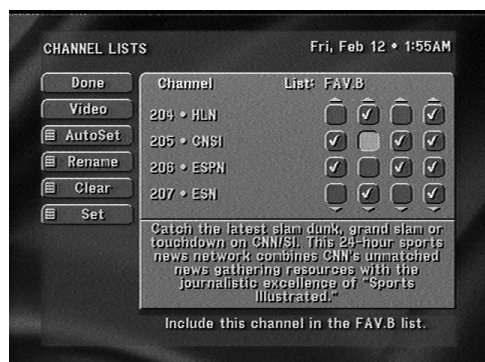 CHANNEL LISTS
Fri, Feb 12 • 1:55AM
Done
Video
AutoSet
Rename
Clear
Set
Channel List: FAV.B
204 • HLN
205 • CNSI
206 • ESPN
207 • ESN
Catch the latest slam dunk, grand slam or
touchdown on CNN/SI. This 24-hour sports
news network combines CNN's unmatched
news gathering resources with the
journalistic excellence of "Sports
Illustrated."
Include this channel in the FAV.B list.